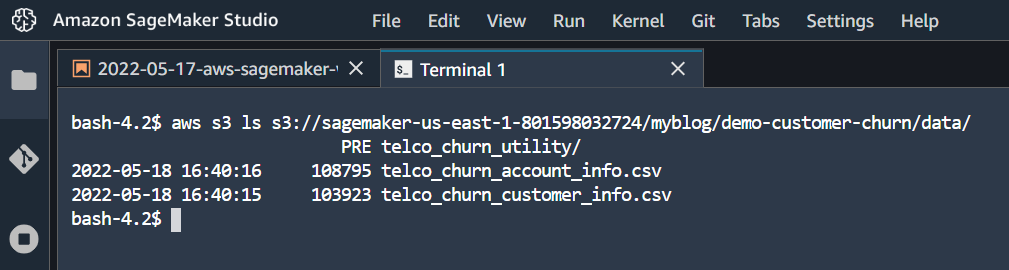 Amazon SageMaker Studio File Edit View Run Kernel Git Tabs Settings Help
2022-05-17-aws-sagemaker- Terminal 1
bash-4.2$ aws s3 ls s3://sagemaker-us-east-1-801598032724/myblog/demo-customer-churn/data/
PRE telco_churn_utility/
2022-05-18 16:40:16 108795 telco_churn_account_info.csv
2022-05-18 16:40:15 103923 telco_churn_customer_info.csv
bash-4.2$